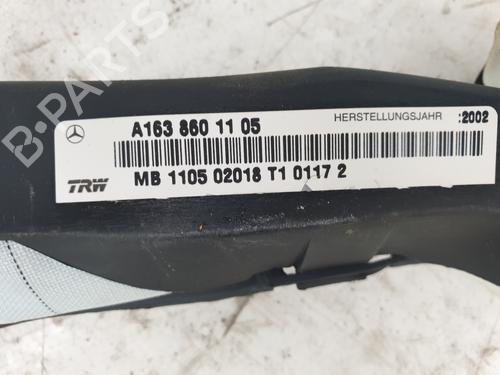 B-PARTS
A163 860 11 05
HERSTELLUNGSJAHR :2002
TRW
MB 1105 02018 T1 0117 2